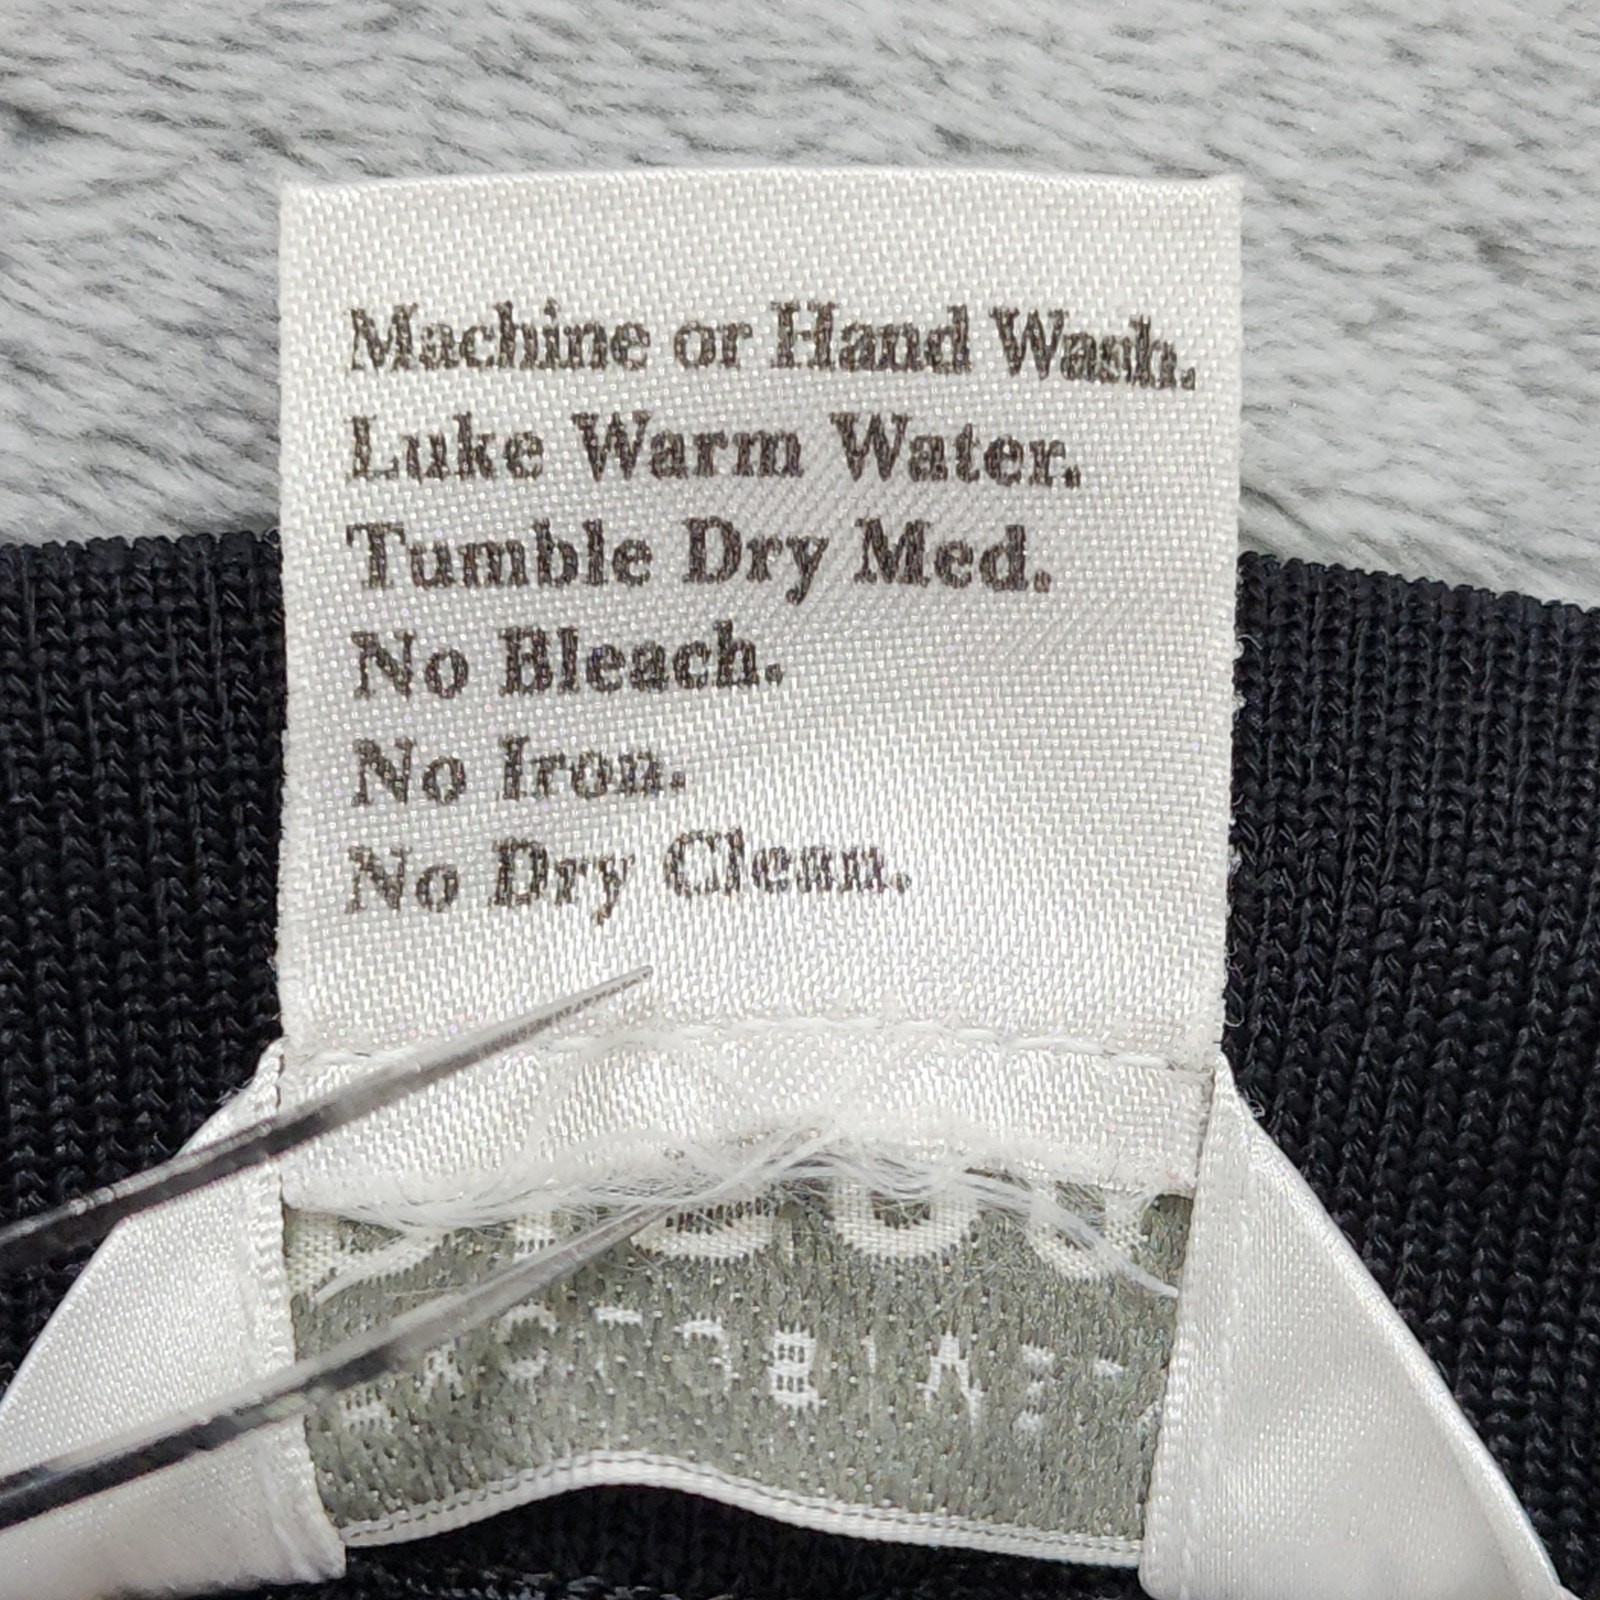 Machine or Hand Wash.
Luke Warm Water.
Tumble Dry Med.
No Bleach.
No Iron.
No Dry Clean.